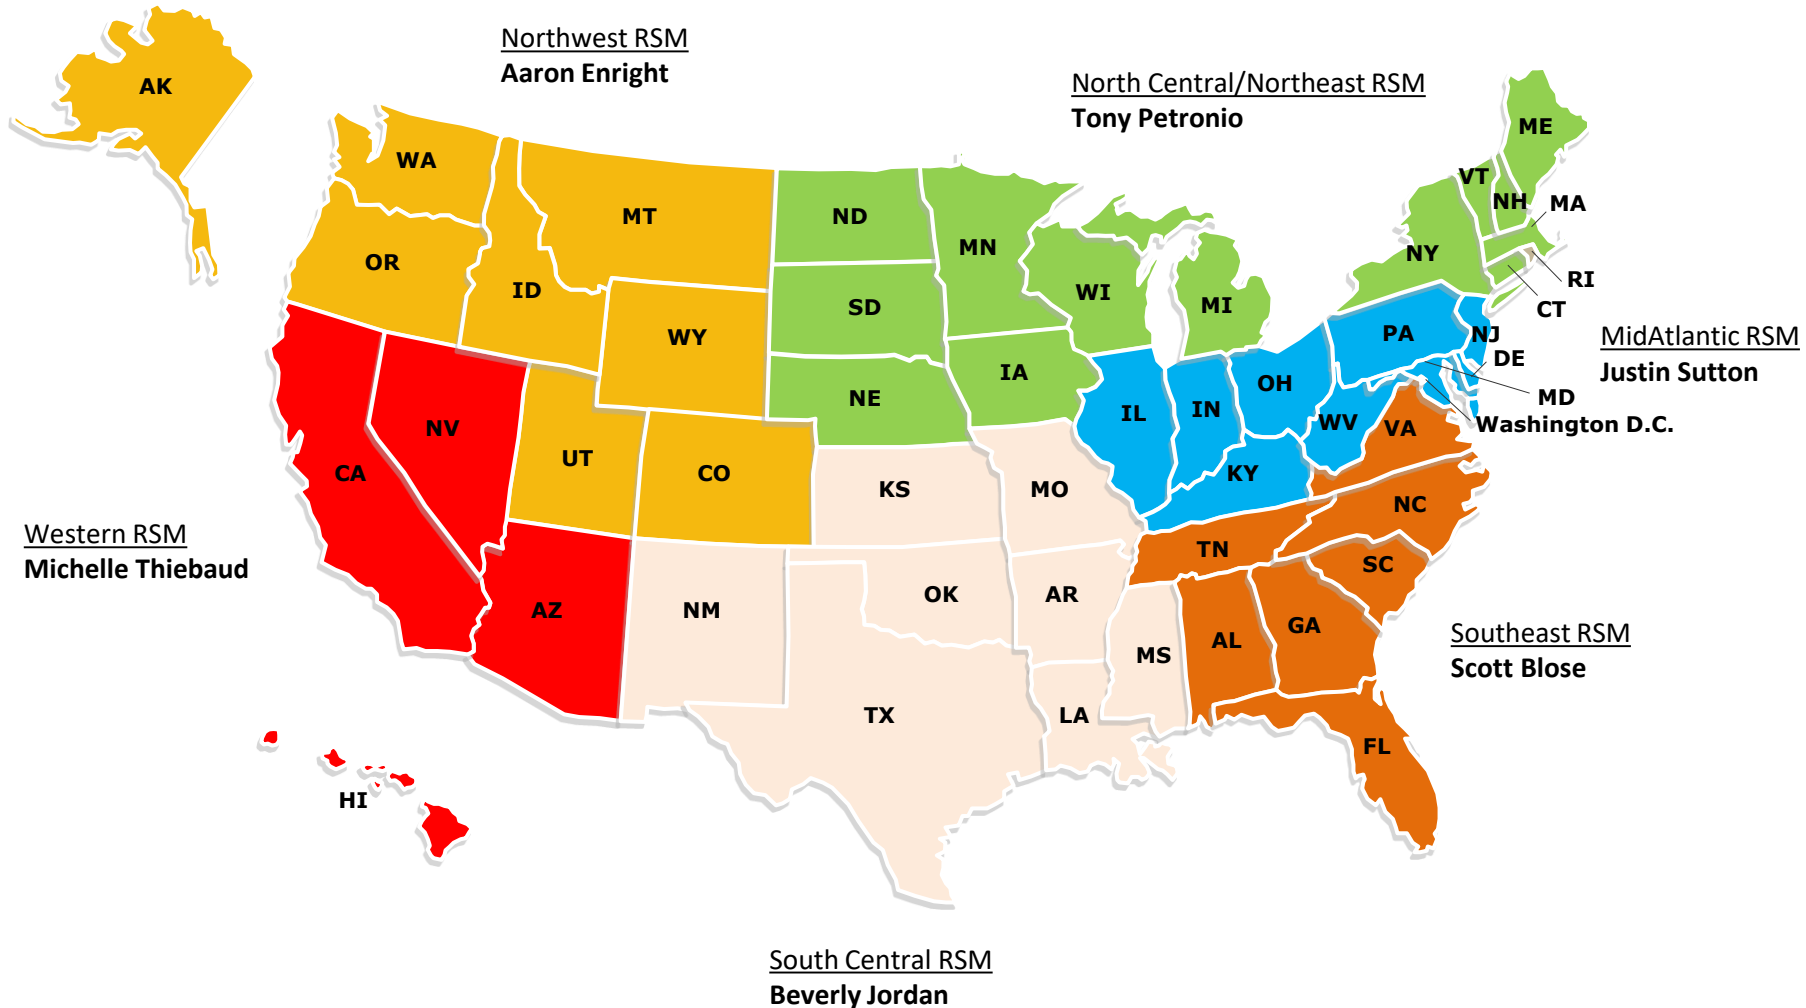 Northwest RSM
Aaron Enright
North Central/Northeast RSM
Tony Petronio
AK
WA
MT
ND
MN
ME
VT
NH
MA
OR
ID
SD
WI
MI
NY
RI
CT
WY
NE
IA
PA
NJ
DE
MD
Washington D.C.
MidAtlantic RSM
Justin Sutton
NV
UT
CO
IL
IN
OH
WV
VA
KY
CA
KS
MO
NC
TN
SC
Western RSM
Michelle Thiebaud
AZ
NM
OK
AR
MS
AL
GA
Southeast RSM
Scott Blose
TX
LA
FL
HI
South Central RSM
Beverly Jordan